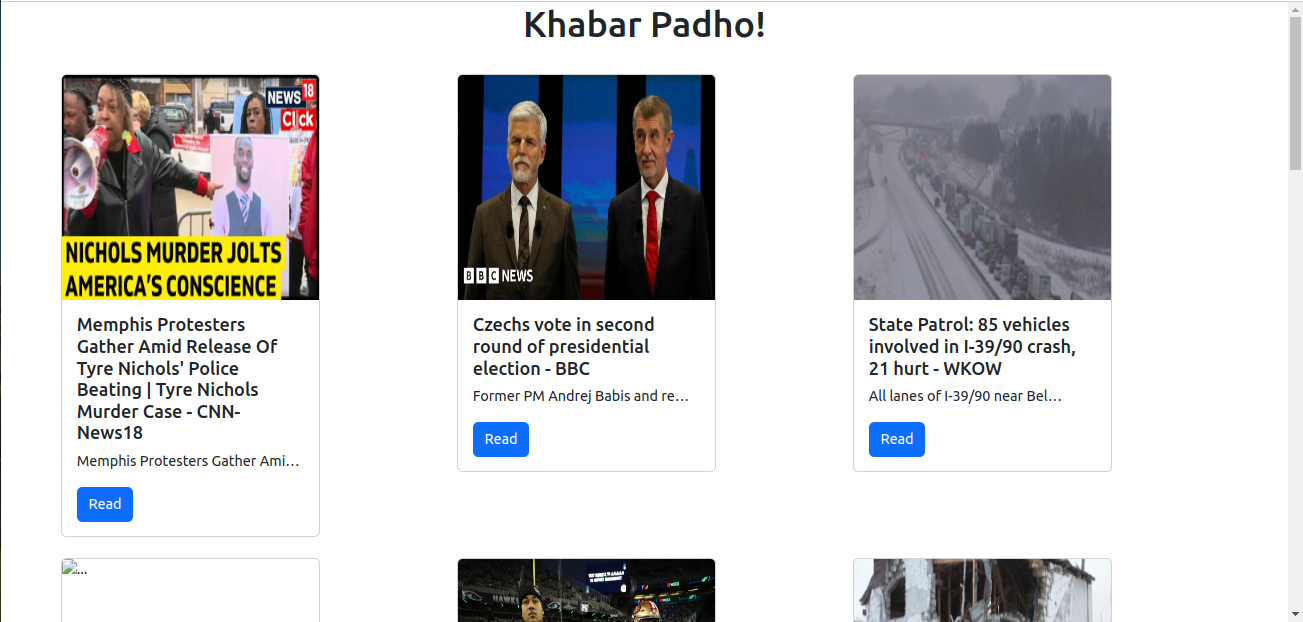 Khabar Padho!
NEWS 18
Click
NICHOLS MURDER JOLTS
AMERICA'S CONSCIENCE
Memphis Protesters
Gather Amid Release Of
Tyre Nichols' Police
Beating | Tyre Nichols
Murder Case - CNN-
News18
Memphis Protesters Gather Ami...
Read
BBC NEWS
Czechs vote in second
round of presidential
election - BBC
Former PM Andrej Babis and re...
Read
State Patrol: 85 vehicles
involved in I-39/90 crash,
21 hurt - WKOW
All lanes of I-39/90 near Bel...
Read
...
HAWKS